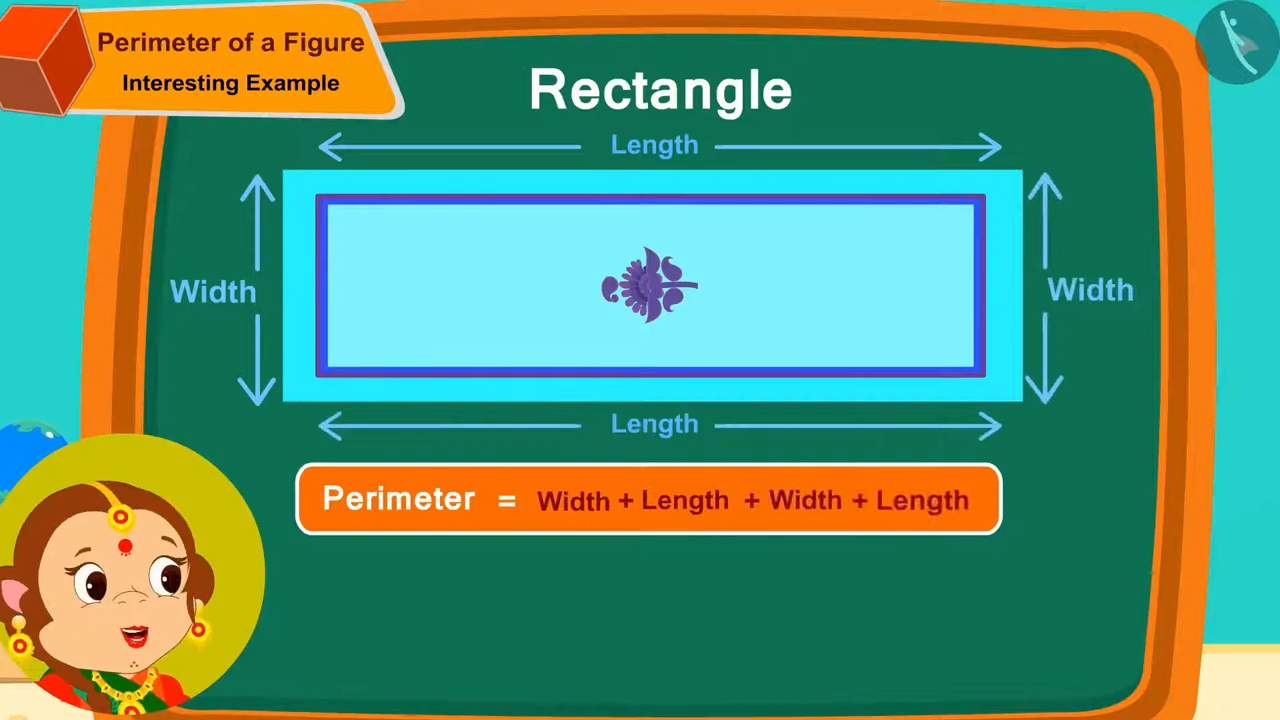 Perimeter of a Figure
Interesting Example
Rectangle
Length
Width
Width
Length
Perimeter = Width + Length + Width + Length